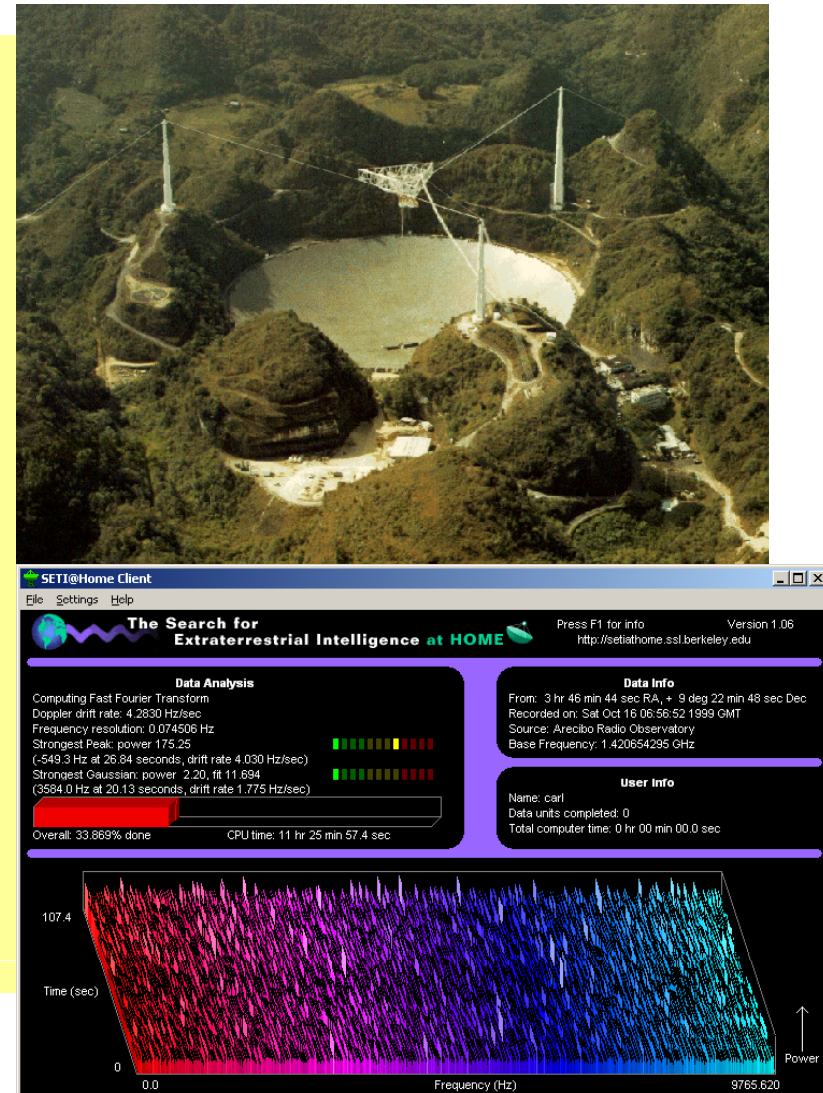 SETI@Home Client
File Settings Help
The Search for
Extraterrestrial Intelligence at HOME
Press F1 for info Version 1.06
http://setiathome.ssl.berkeley.edu
Data Analysis
Computing Fast Fourier Transform
Doppler drift rate: 4.2830 Hz/sec
Frequency resolution: 0.074506 Hz
Strongest Peak: power 175.25
(-549.3 Hz at 26.84 seconds, drift rate 4.030 Hz/sec)
Strongest Gaussian: power 2.20, fit 11.694
(3584.0 Hz at 20.13 seconds, drift rate 1.775 Hz/sec)
Overall: 33.869% done CPU time: 11 hr 25 min 57.4 sec
Data Info
From: 3 hr 46 min 44 sec RA, + 9 deg 22 min 48 sec Dec
Recorded on: Sat Oct 16 06:56:52 1999 GMT
Source: Arecibo Radio Observatory
Base Frequency: 1.420654295 GHz
User Info
Name: carl
Data units completed: 0
Total computer time: 0 hr 00 min 00.0 sec
107.4
Time (sec)
0
0.0
Frequency (Hz)
9765.620
Power